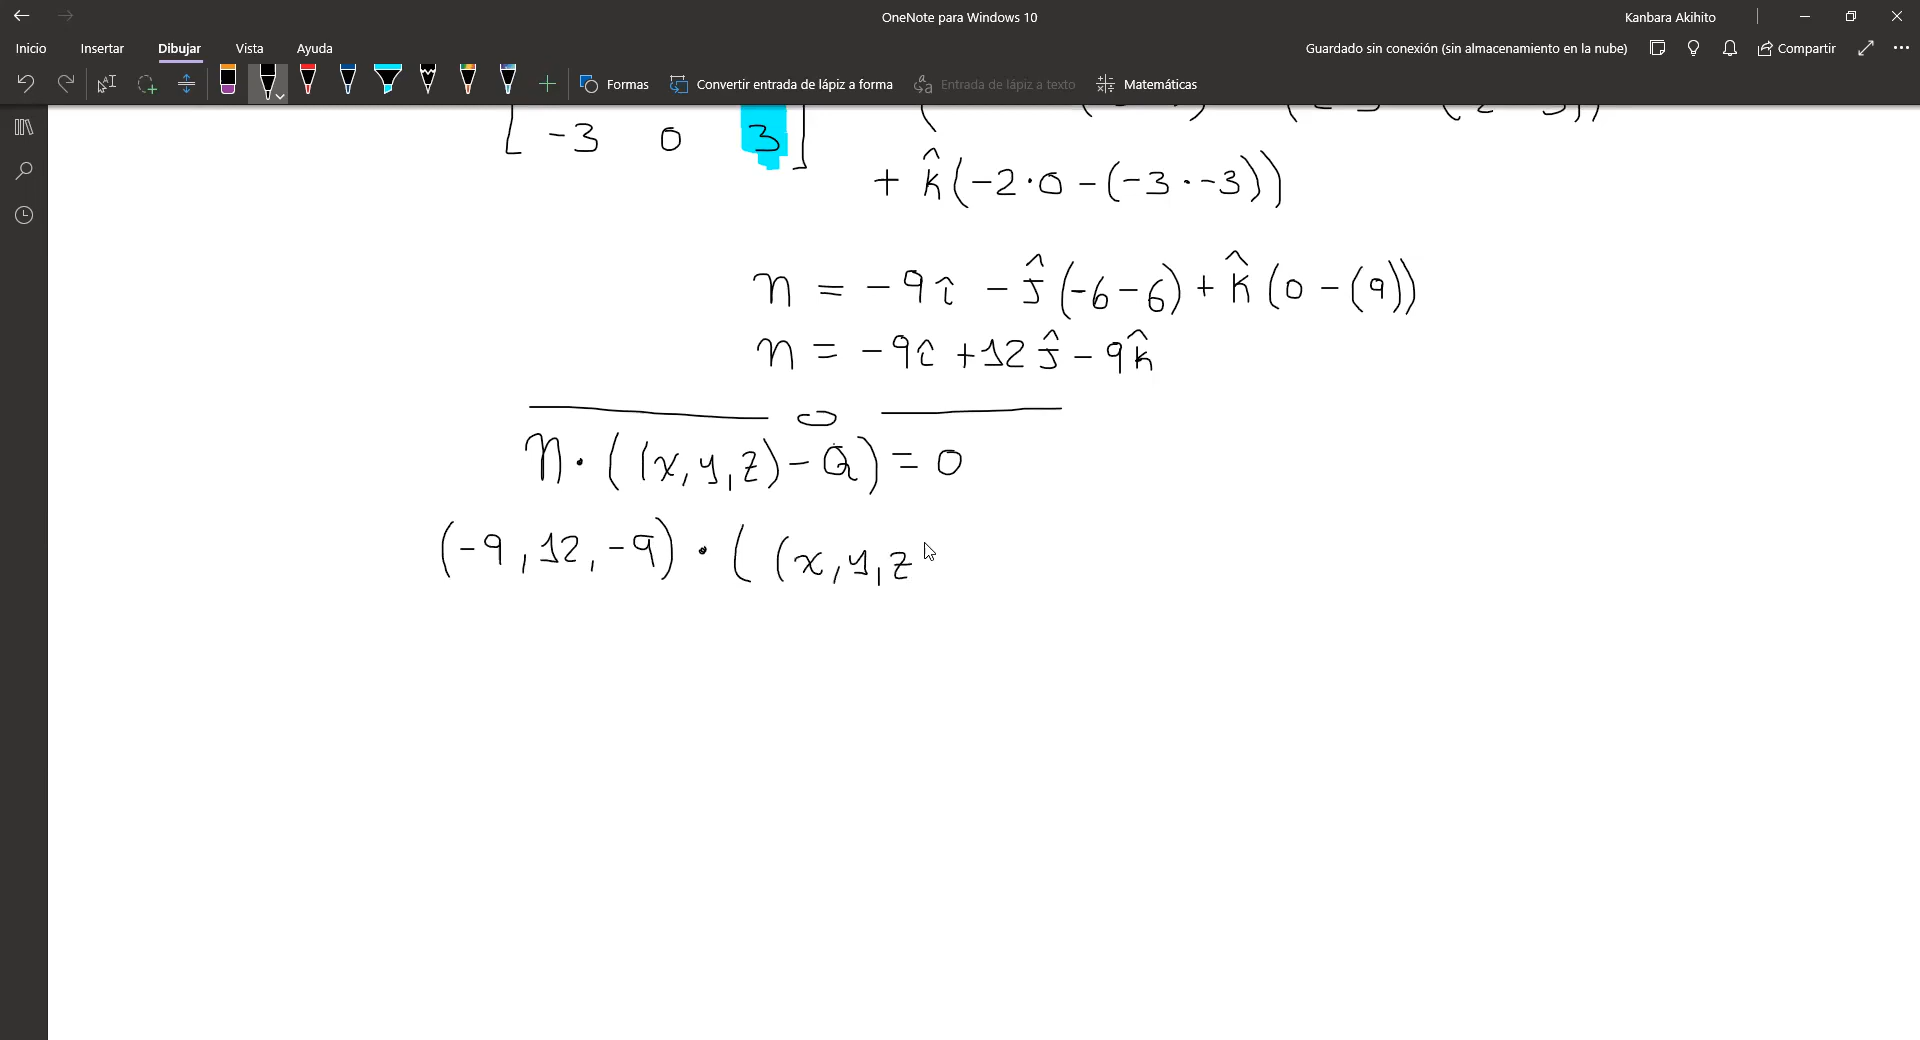 OneNote para Windows 10
Kanbara Akihito
Inicio Insertar Dibujar Vista Ayuda
Guardado sin conexión (sin almacenamiento en la nube) Compartir
Formas Convertir entrada de lápiz a forma Entrada de lápiz a texto Matemáticas
[ -3 0 3 ]
+ k̂(-2·0 - (-3·-3))
n = -9î - ĵ(-6-6) + k̂(0-(9))
n = -9î + 12ĵ - 9k̂
n·((x,y,z)-Q) = 0
(-9,12,-9)·((x,y,z